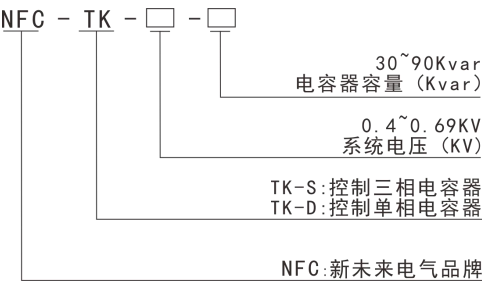 NFC - TK - □ - □
30~90Kvar
电容器容量 (Kvar)
0.4~0.69KV
系统电压 (KV)
TK-S:控制三相电容器
TK-D:控制单相电容器
NFC:新未来电气品牌